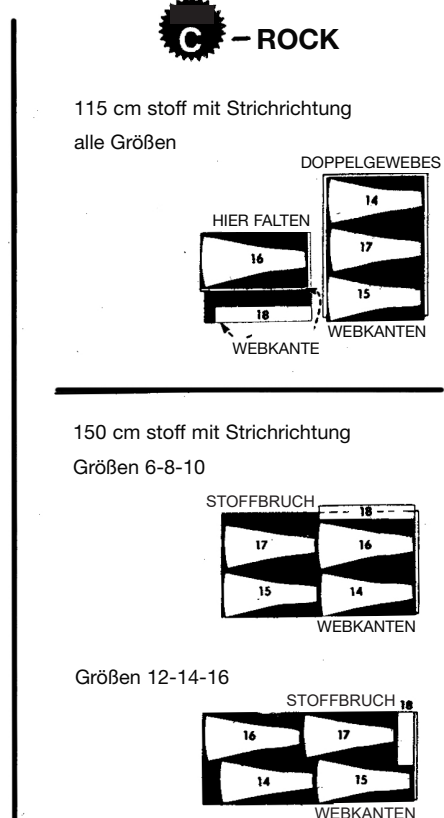 C – ROCK
115 cm stoff mit Strichrichtung
alle Größen
DOPPELGEWEBES
14
HIER FALTEN
17
16
15
18
WEBKANTEN
WEBKANTE
150 cm stoff mit Strichrichtung
Größen 6-8-10
STOFFBRUCH
18
17
16
15
14
WEBKANTEN
Größen 12-14-16
STOFFBRUCH
18
16
17
14
15
WEBKANTEN